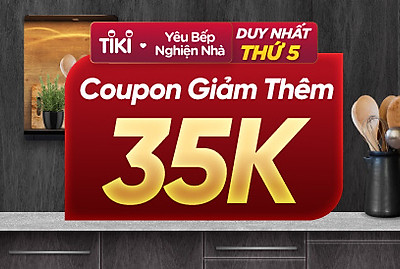 TIKI
Yêu Bếp
Nghiện Nhà
DUY NHẤT
THỨ 5
Coupon Giảm Thêm
35K